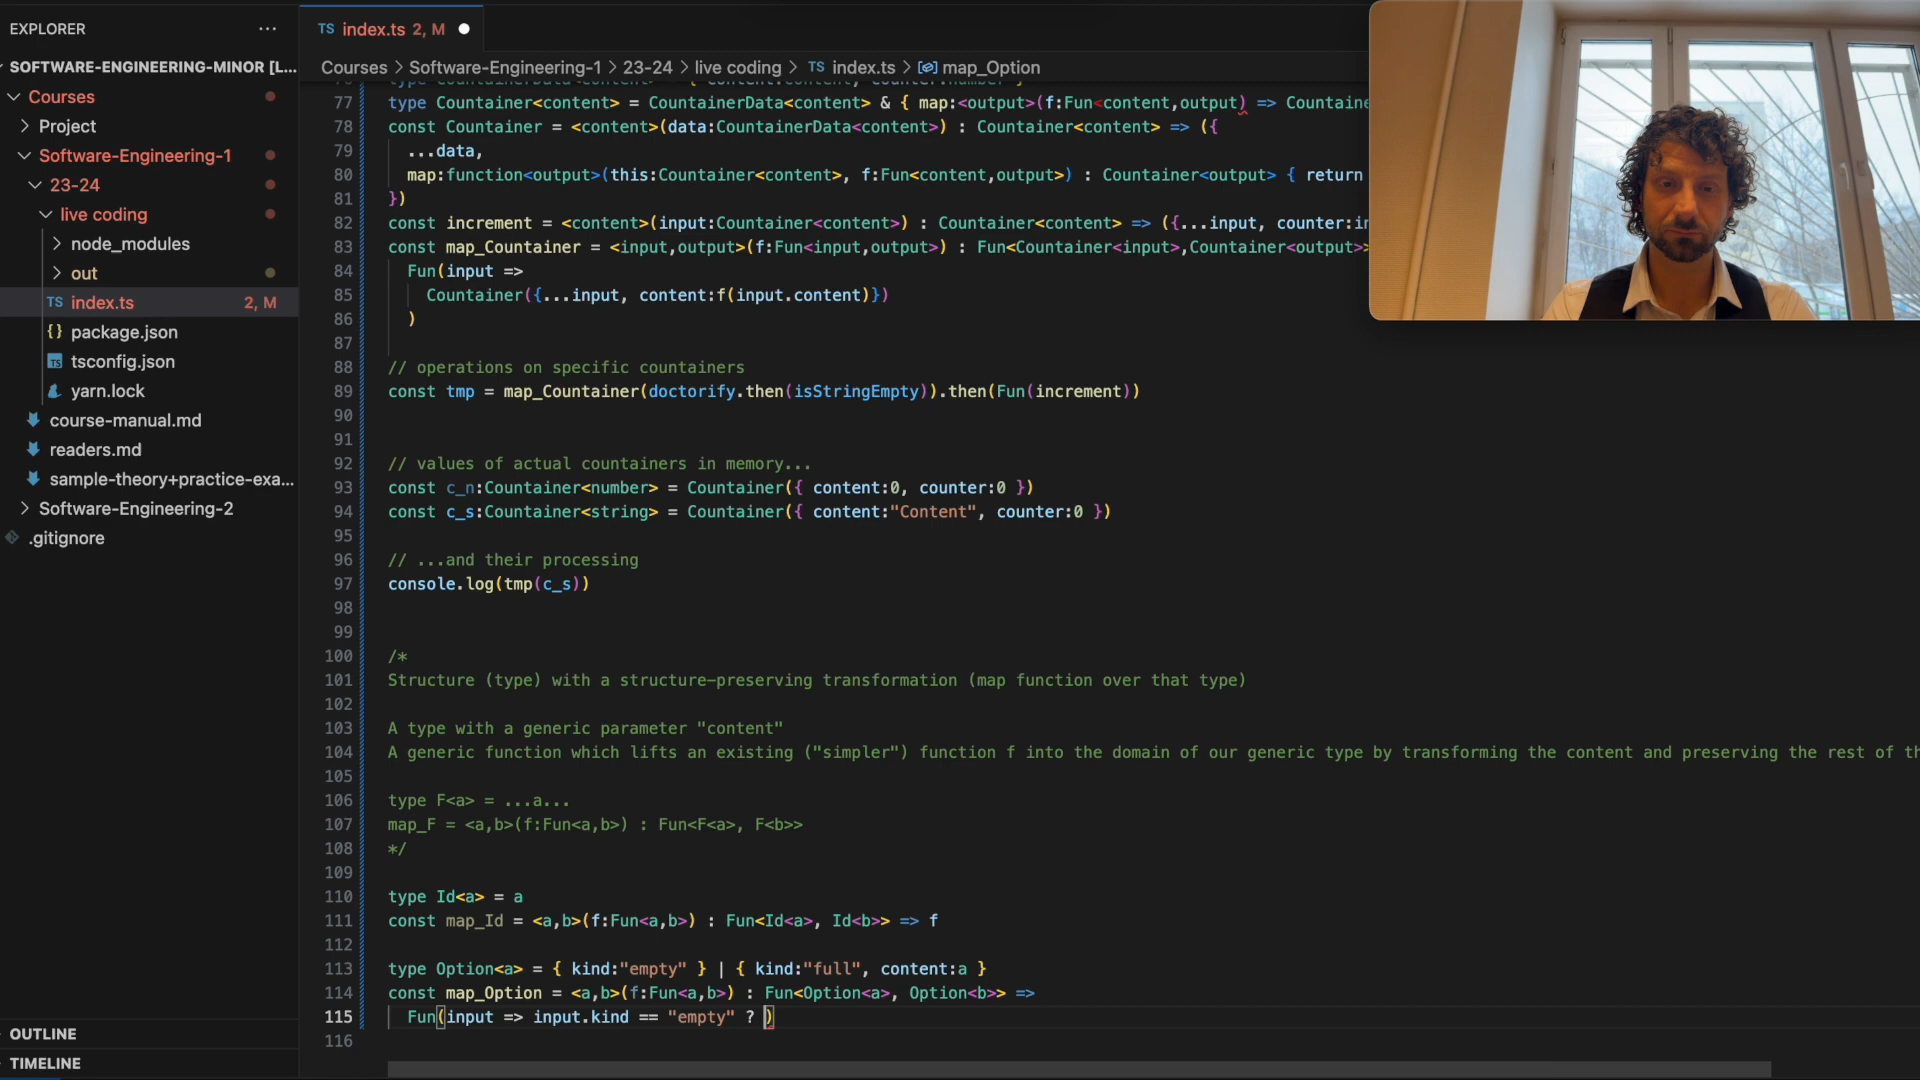 EXPLORER
SOFTWARE-ENGINEERING-MINOR [L...
Courses
Project
Software-Engineering-1
23-24
live coding
node_modules
out
TS index.ts 2, M
{} package.json
TS tsconfig.json
yarn.lock
course-manual.md
readers.md
sample-theory+practice-exa...
Software-Engineering-2
.gitignore
OUTLINE
TIMELINE
TS index.ts 2, M
Courses > Software-Engineering-1 > 23-24 > live coding > TS index.ts > map_Option
77 type Countainer<content> = CountainerData<content> & { map:<output>(f:Fun<content,output) => Countaine
78 const Countainer = <content>(data:CountainerData<content>) : Countainer<content> => ({
79 ...data,
80 map:function<output>(this:Countainer<content>, f:Fun<content,output>) : Countainer<output> { return
81 })
82 const increment = <content>(input:Countainer<content>) : Countainer<content> => ({...input, counter:in
83 const map_Countainer = <input,output>(f:Fun<input,output>) : Fun<Countainer<input>,Countainer<output>>
84 Fun(input =>
85 Countainer({...input, content:f(input.content)})
86 )
87
88 // operations on specific countainers
89 const tmp = map_Countainer(doctorify.then(isStringEmpty)).then(Fun(increment))
90
91
92 // values of actual countainers in memory...
93 const c_n:Countainer<number> = Countainer({ content:0, counter:0 })
94 const c_s:Countainer<string> = Countainer({ content:"Content", counter:0 })
95
96 // ...and their processing
97 console.log(tmp(c_s))
98
99
100 /*
101 Structure (type) with a structure-preserving transformation (map function over that type)
102
103 A type with a generic parameter "content"
104 A generic function which lifts an existing ("simpler") function f into the domain of our generic type by transforming the content and preserving the rest of th
105
106 type F<a> = ...a...
107 map_F = <a,b>(f:Fun<a,b>) : Fun<F<a>, F<b>>
108 */
109
110 type Id<a> = a
111 const map_Id = <a,b>(f:Fun<a,b>) : Fun<Id<a>, Id<b>> => f
112
113 type Option<a> = { kind:"empty" } | { kind:"full", content:a }
114 const map_Option = <a,b>(f:Fun<a,b>) : Fun<Option<a>, Option<b>> =>
115 Fun(input => input.kind == "empty" ? )
116